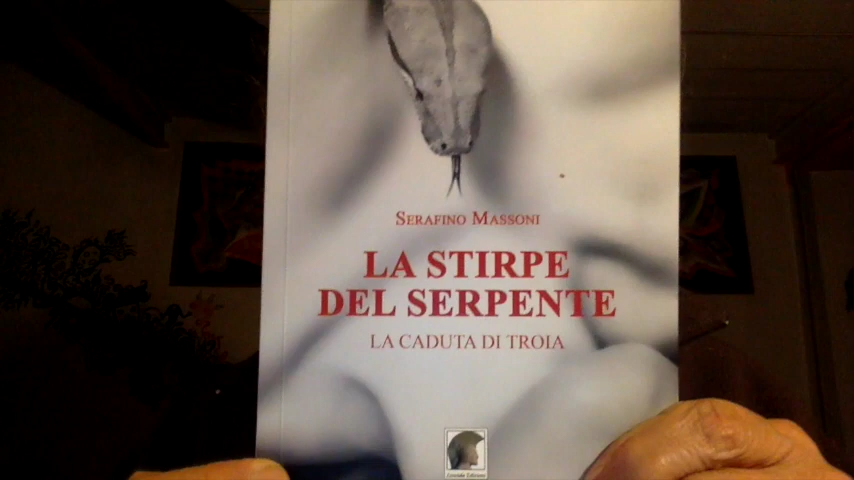 SERAFINO MASSONI
LA STIRPE
DEL SERPENTE
LA CADUTA DI TROIA